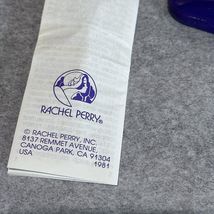 RACHEL PERRY®
© RACHEL PERRY, INC.
8137 REMMET AVENUE,
CANOGA PARK, CA 91304
USA 1981